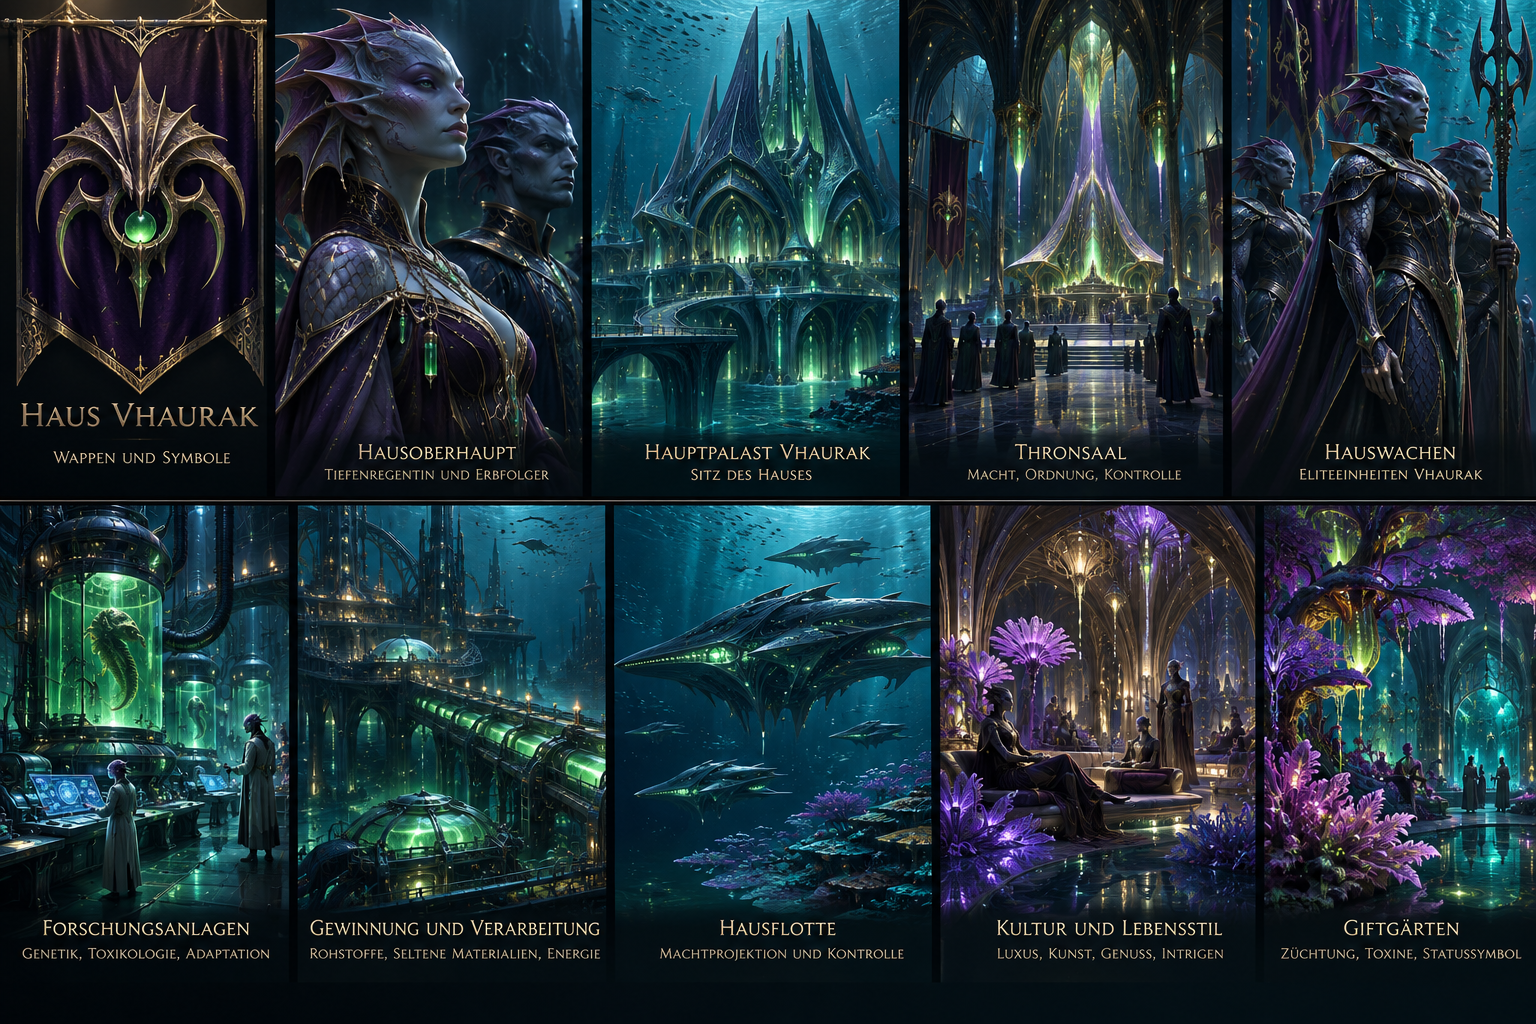 Haus Vhaurak
Wappen und Symbole
Hausoberhaupt
Tiefenregentin und Erbfolger
Hauptpalast Vhaurak
Sitz des Hauses
Thronsaal
Macht, Ordnung, Kontrolle
Hauswachen
Eliteeinheiten Vhaurak
Forschungsanlagen
Genetik, Toxikologie, Adaptation
Gewinnung und Verarbeitung
Rohstoffe, Seltene Materialien, Energie
Hausflotte
Machtprojektion und Kontrolle
Kultur und Lebensstil
Luxus, Kunst, Genuss, Intrigen
Giftgärten
Züchtung, Toxine, Statussymbol